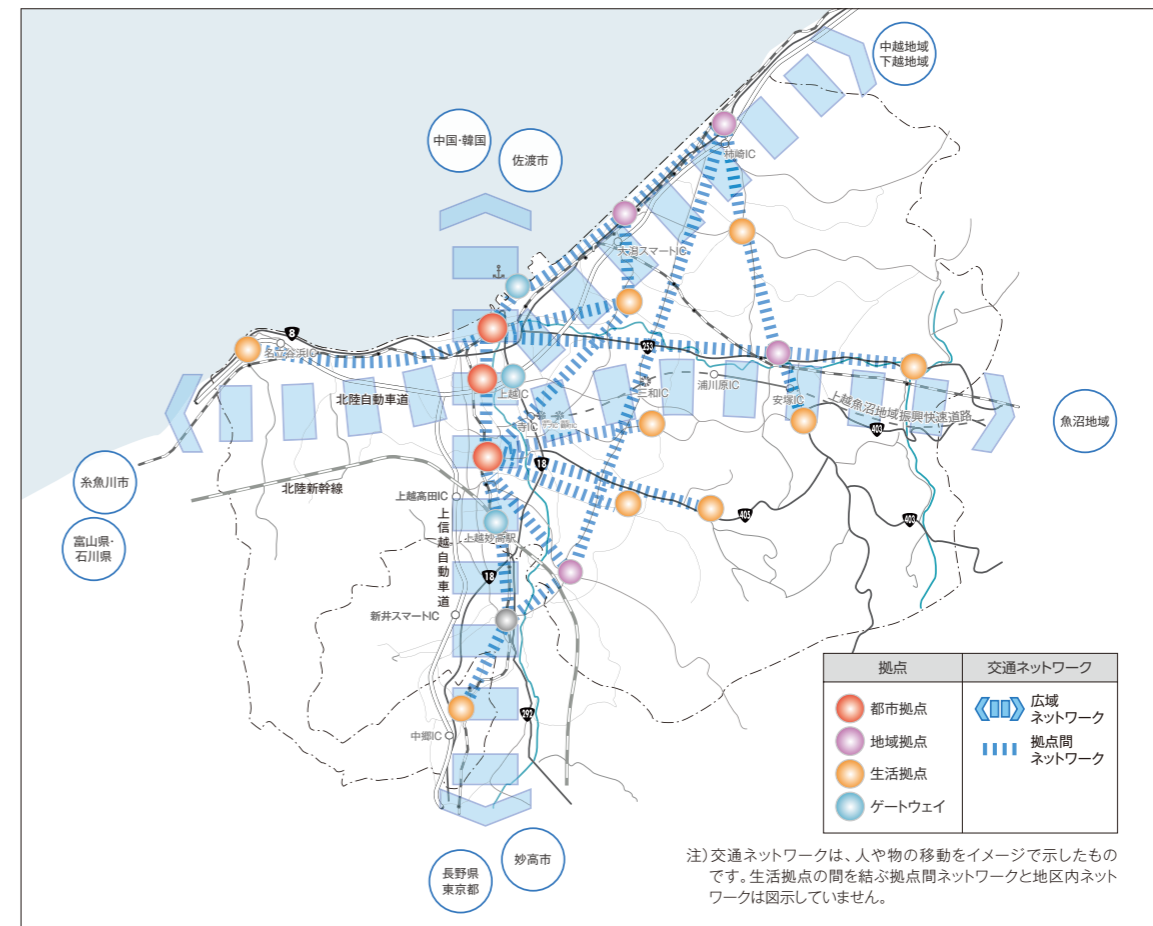 中越地域
下越地域
中国・韓国
佐渡市
柿崎IC
大潟スマートIC
8
名立谷浜IC
253
上越IC
三和IC
浦川原IC
安塚IC
北陸自動車道
上越魚沼地域振興快速道路
403
魚沼地域
寺IC
18
糸魚川市
北陸新幹線
上越高田IC
405
403
富山県・
石川県
上信越自動車道
上越妙高駅
18
新井スマートIC
292
中郷IC
長野県
東京都
妙高市
拠点
交通ネットワーク
都市拠点
地域拠点
生活拠点
ゲートウェイ
広域
ネットワーク
拠点間
ネットワーク
注）交通ネットワークは、人や物の移動をイメージで示したもの
です。生活拠点の間を結ぶ拠点間ネットワークと地区内ネット
ワークは図示していません。